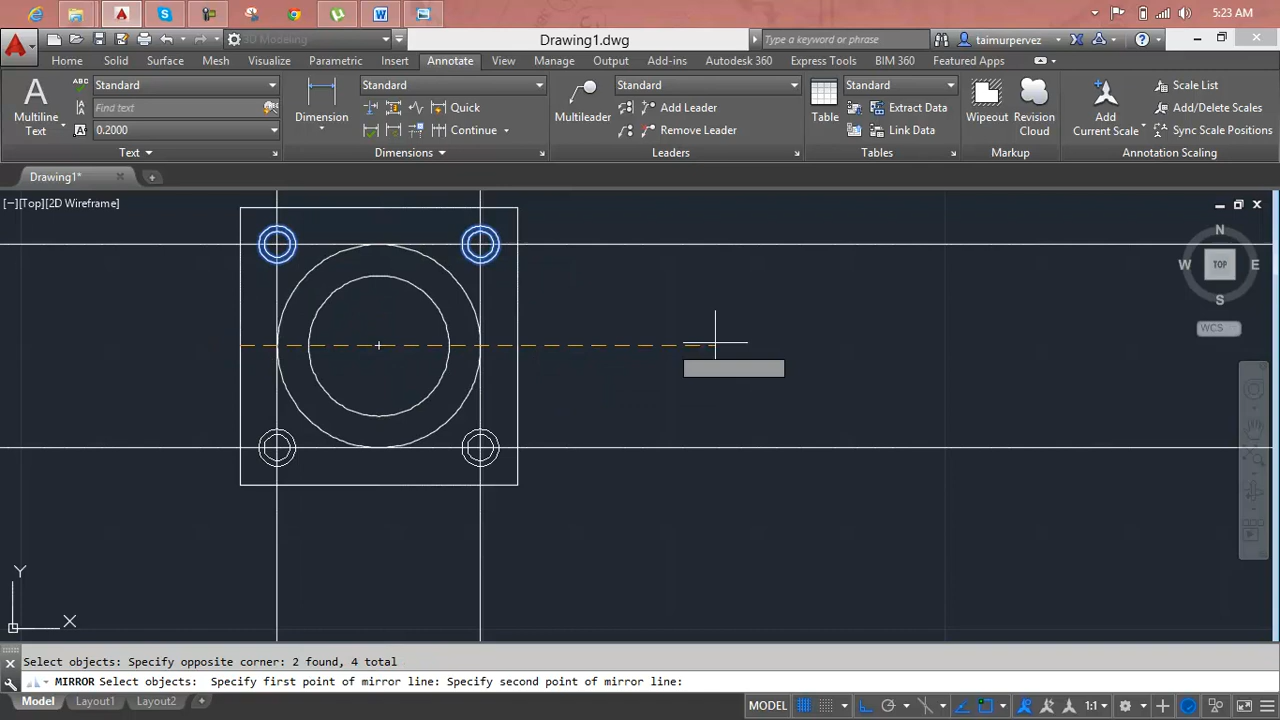 5:23 AM
3D Modeling
Drawing1.dwg
Type a keyword or phrase
taimurpervez
Home Solid Surface Mesh Visualize Parametric Insert Annotate View Manage Output Add-ins Autodesk 360 Express Tools BIM 360 Featured Apps
Multiline Text
ABC
Standard
Find text
0.2000
Text
Dimension
Standard
Quick
Continue
Dimensions
Multileader
Standard
Add Leader
Remove Leader
Leaders
Table
Standard
Extract Data
Link Data
Tables
Wipeout
Revision Cloud
Markup
Add Current Scale
Scale List
Add/Delete Scales
Sync Scale Positions
Annotation Scaling
Drawing1*
[−][Top][2D Wireframe]
N
W TOP E
S
WCS
Y
X
Select objects: Specify opposite corner: 2 found, 4 total
MIRROR Select objects: Specify first point of mirror line: Specify second point of mirror line:
Model Layout1 Layout2
MODEL
1:1